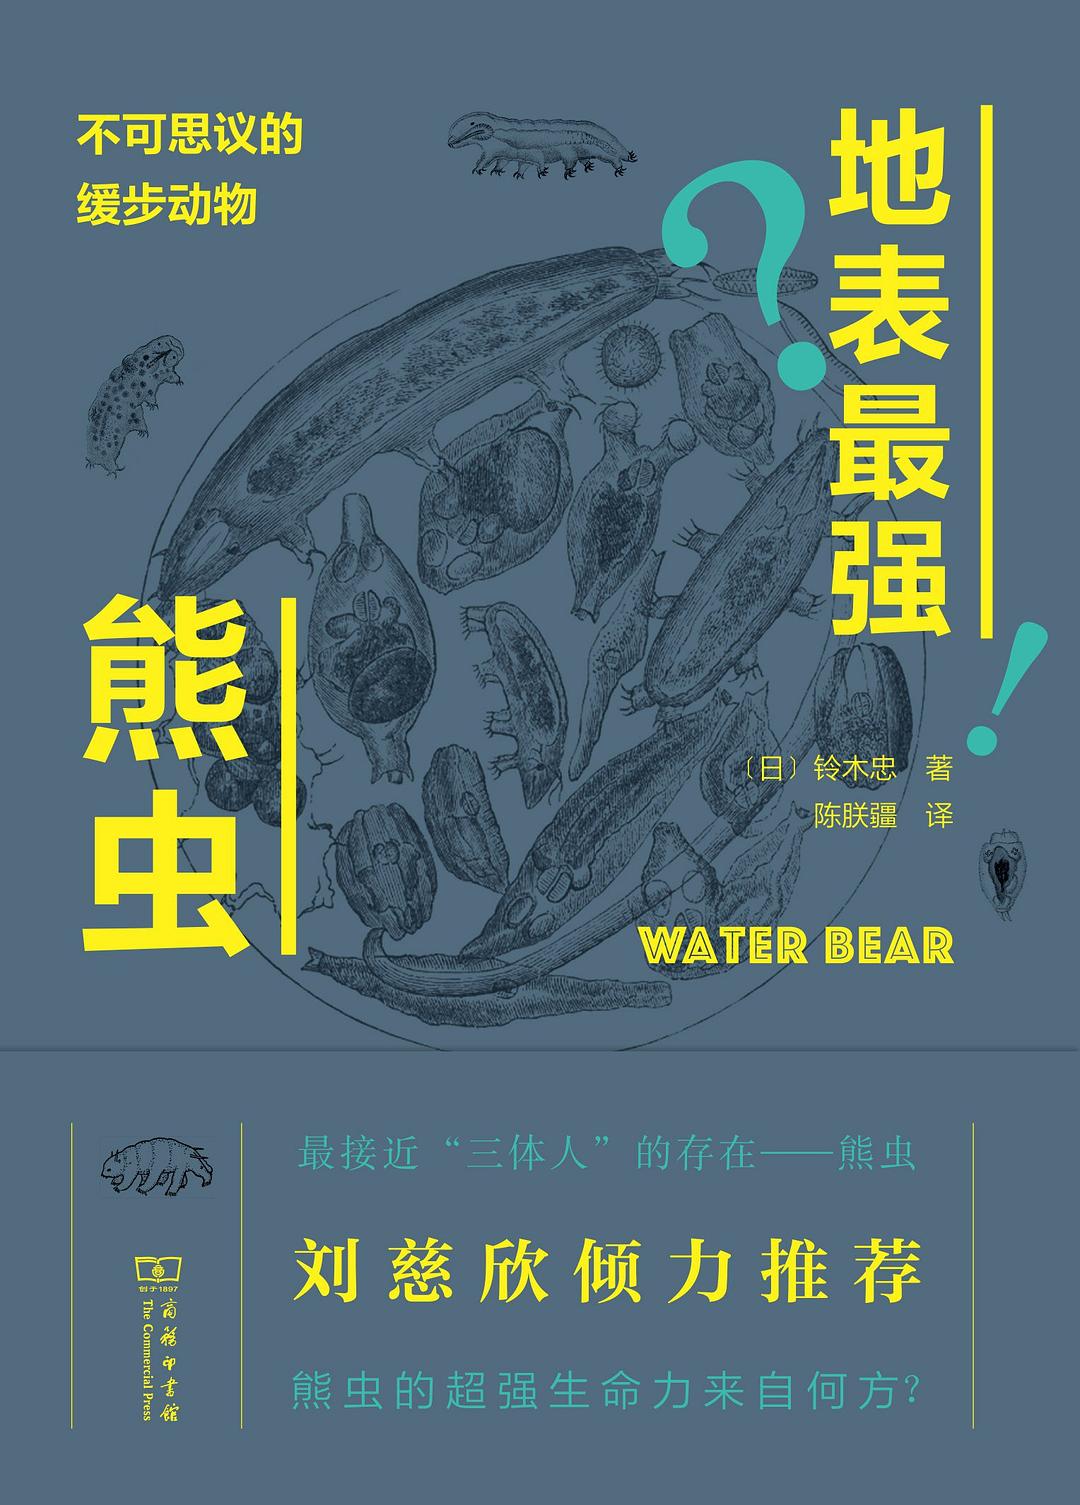 不可思议的
缓步动物
地表最强
?
!
熊虫
〔日〕铃木忠 著
陈朕疆 译
WATER BEAR
最接近“三体人”的存在——熊虫
刘慈欣倾力推荐
熊虫的超强生命力来自何方?
创于1897
商務印書館
The Commercial Press